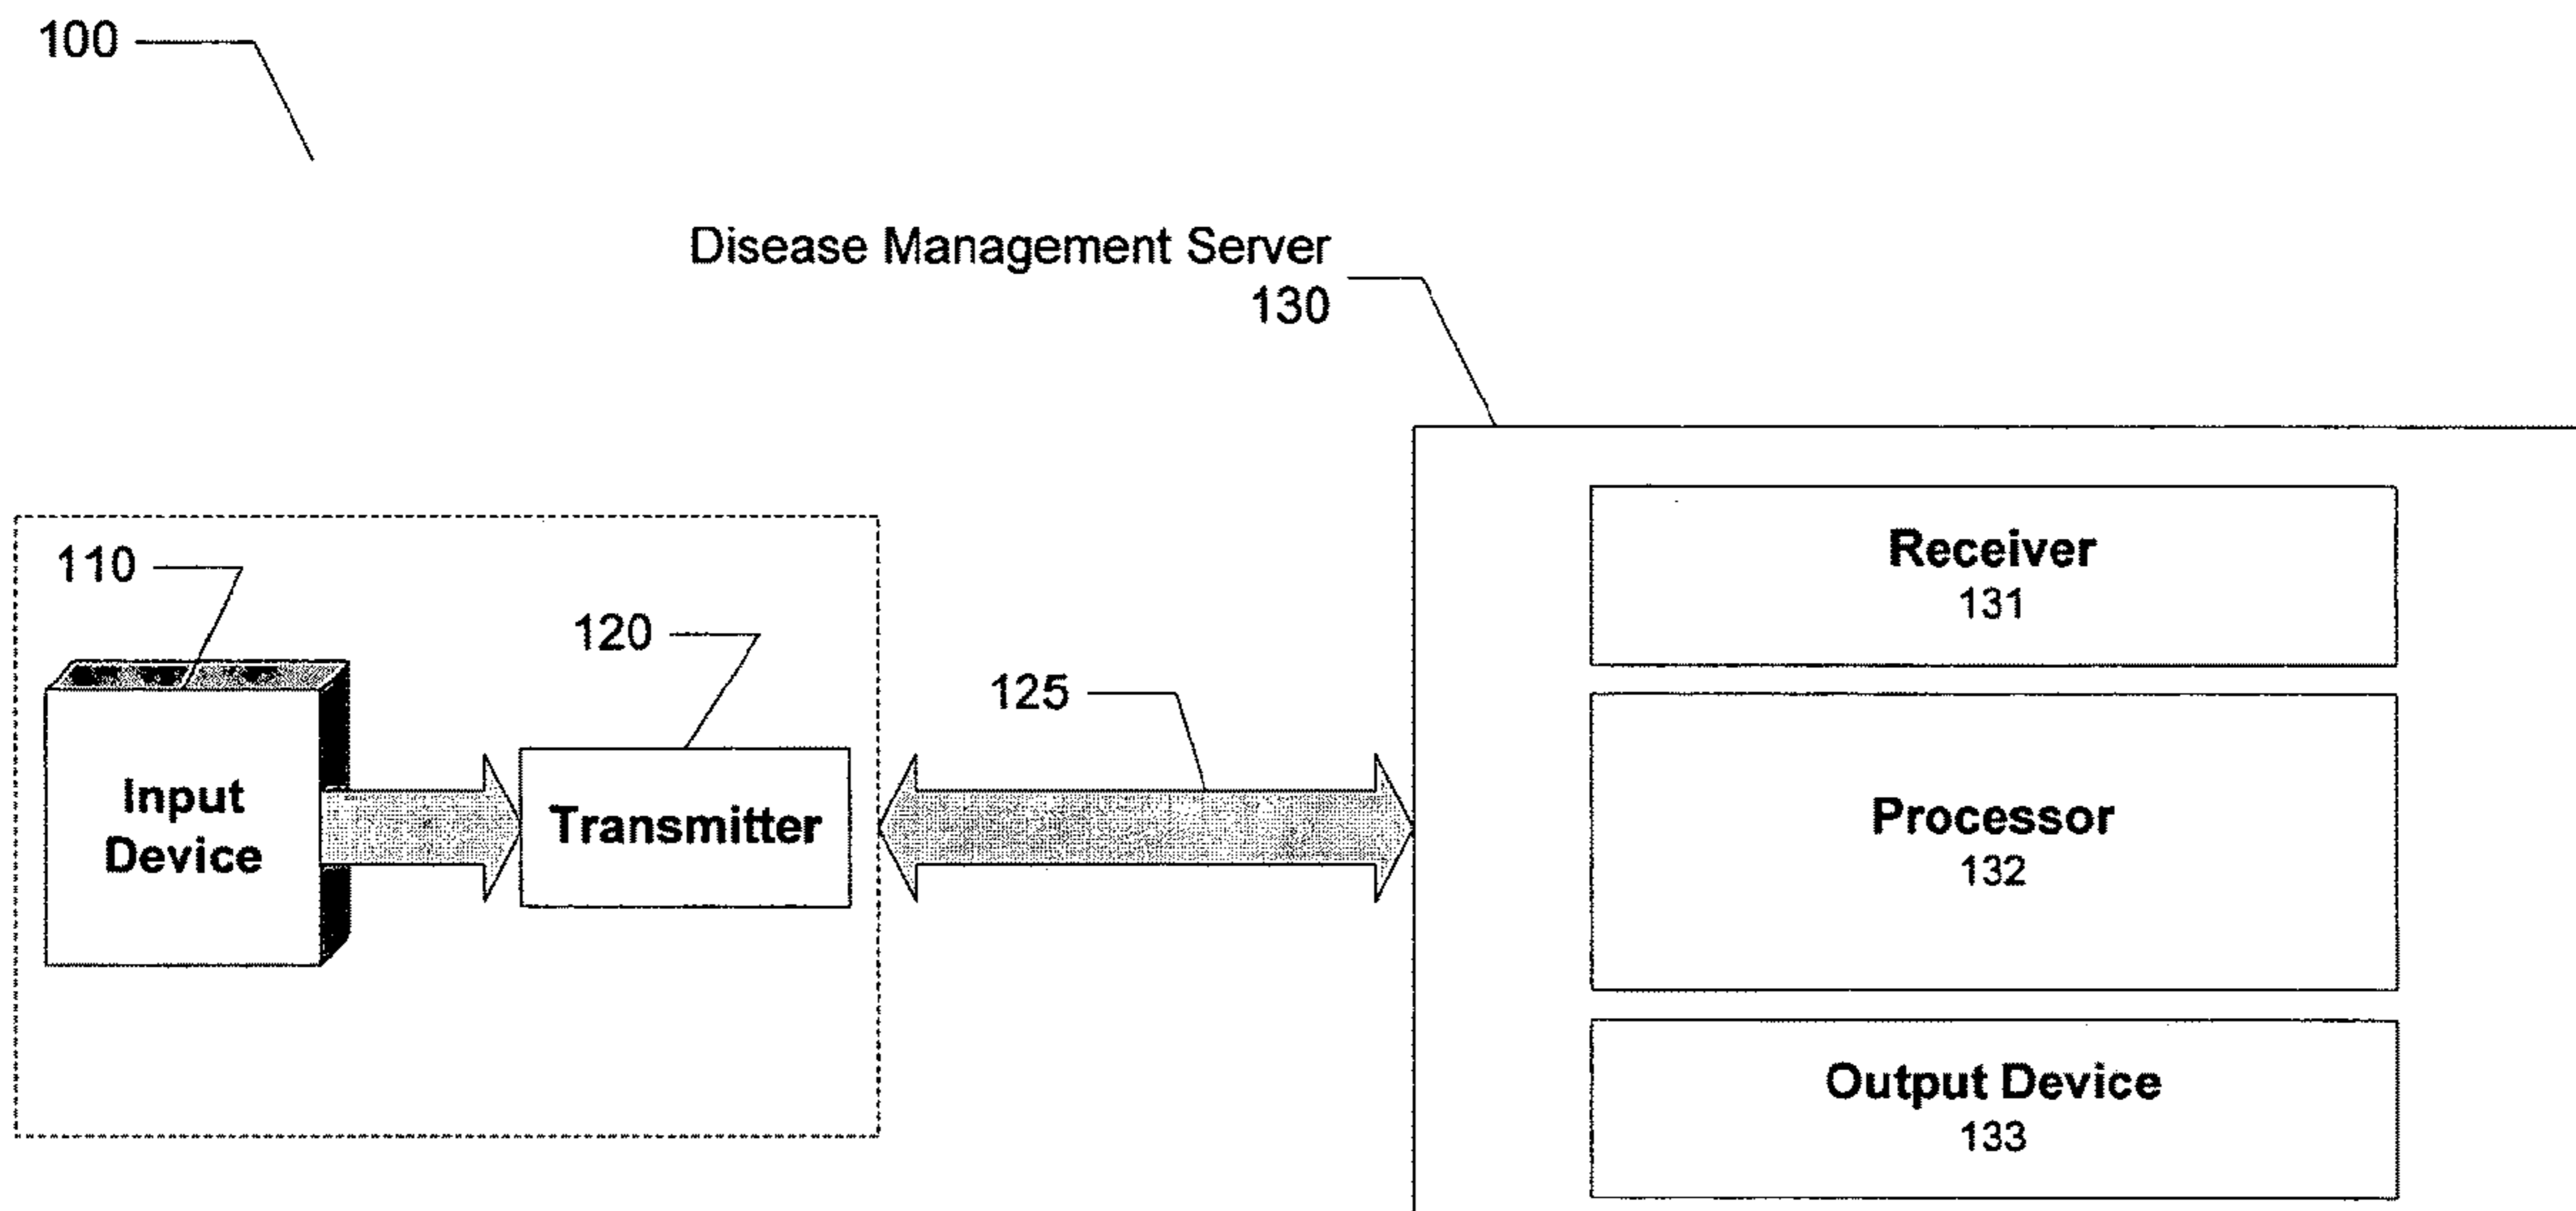 100
Disease Management Server
130
110
120
125
Input
Device
Transmitter
Receiver
131
Processor
132
Output Device
133